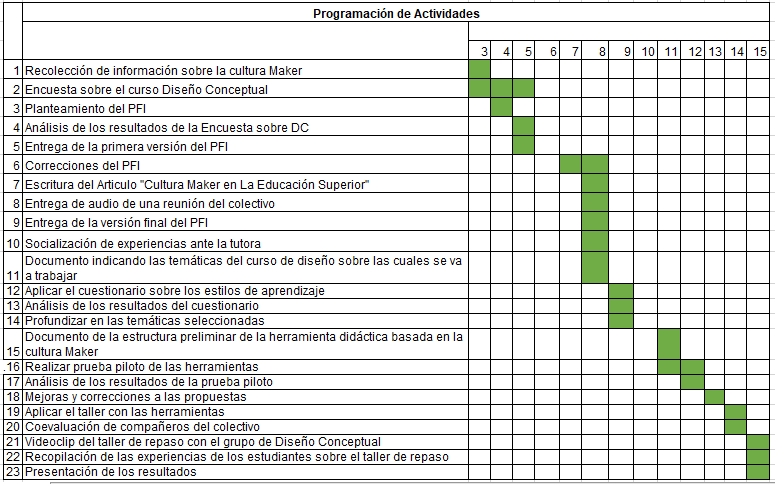 Programación de Actividades
3 4 5 6 7 8 9 10 11 12 13 14 15
1 Recolección de información sobre la cultura Maker
2 Encuesta sobre el curso Diseño Conceptual
3 Planteamiento del PFI
4 Análisis de los resultados de la Encuesta sobre DC
5 Entrega de la primera versión del PFI
6 Correcciones del PFI
7 Escritura del Articulo "Cultura Maker en La Educación Superior"
8 Entrega de audio de una reunión del colectivo
9 Entrega de la versión final del PFI
10 Socialización de experiencias ante la tutora
Documento indicando las temáticas del curso de diseño sobre las cuales se va
11 a trabajar
12 Aplicar el cuestionario sobre los estilos de aprendizaje
13 Análisis de los resultados del cuestionario
14 Profundizar en las temáticas seleccionadas
Documento de la estructura preliminar de la herramienta didáctica basada en la
15 cultura Maker
.16 Realizar prueba piloto de las herramientas
17 Análisis de los resultados de la prueba piloto
18 Mejoras y correcciones a las propuestas
19 Aplicar el taller con las herramientas
20 Coevaluación de compañeros del colectivo
21 Videoclip del taller de repaso con el grupo de Diseño Conceptual
22 Recopilación de las experiencias de los estudiantes sobre el taller de repaso
23 Presentación de los resultados